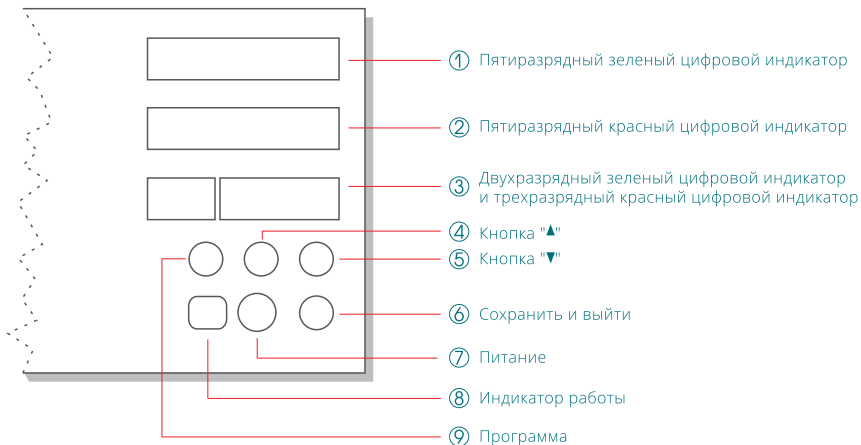 ① Пятиразрядный зеленый цифровой индикатор
② Пятиразрядный красный цифровой индикатор
③ Двухразрядный зеленый цифровой индикатор
и трехразрядный красный цифровой индикатор
④ Кнопка "▲"
⑤ Кнопка "▼"
⑥ Сохранить и выйти
⑦ Питание
⑧ Индикатор работы
⑨ Программа